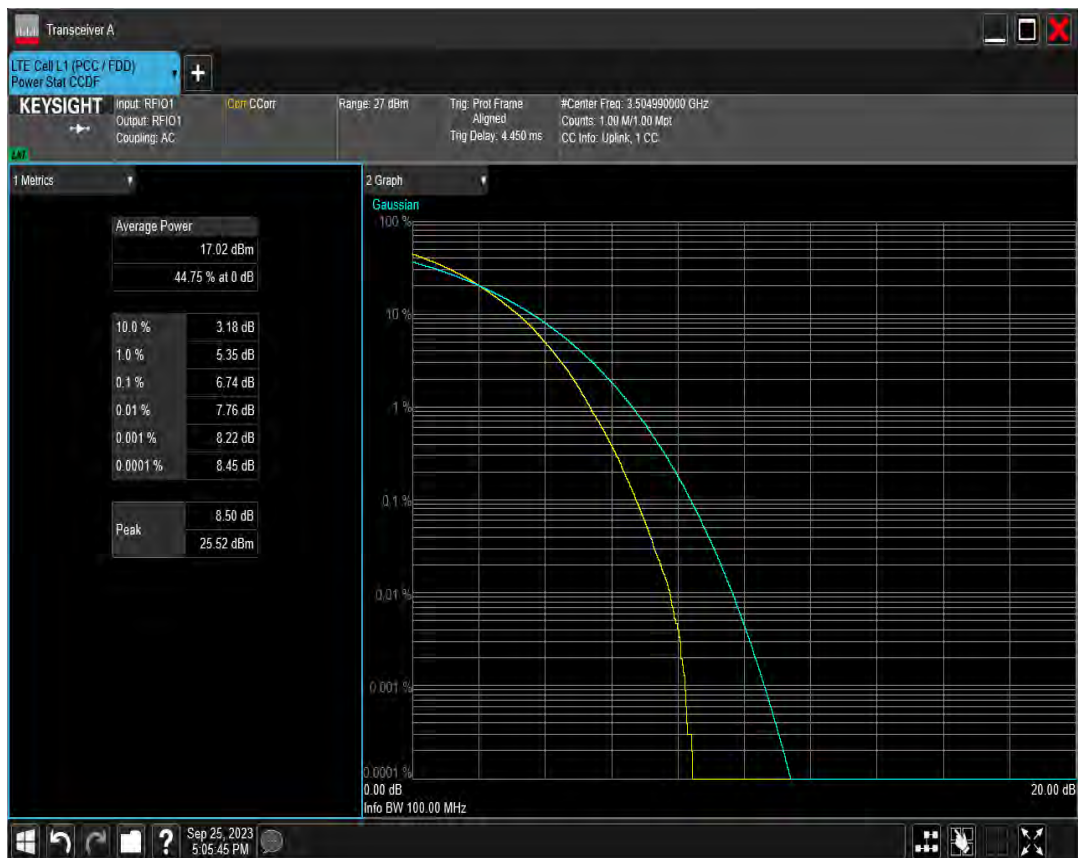 Transceiver A
LTE Cell L1 (PCC / FDD)
Power Stat CCDF
+
KEYSIGHT
Input: RFIO1
Output: RFIO1
Coupling: AC
Corr CCorr
Range: 27 dBm
Trig: Prot Frame
Aligned
Trig Delay: 4.450 ms
#Center Freq: 3.504990000 GHz
Counts: 1.00 M/1.00 Mpt
CC Info: Uplink, 1 CC
1 Metrics
Average Power
17.02 dBm
44.75 % at 0 dB
10.0 % 3.18 dB
1.0 % 5.35 dB
0.1 % 6.74 dB
0.01 % 7.76 dB
0.001 % 8.22 dB
0.0001 % 8.45 dB
Peak 8.50 dB
25.52 dBm
2 Graph
Gaussian
100 %
10 %
1 %
0.1 %
0.01 %
0.001 %
0.0001 %
0.00 dB 20.00 dB
Info BW 100.00 MHz
?
Sep 25, 2023
5:05:45 PM